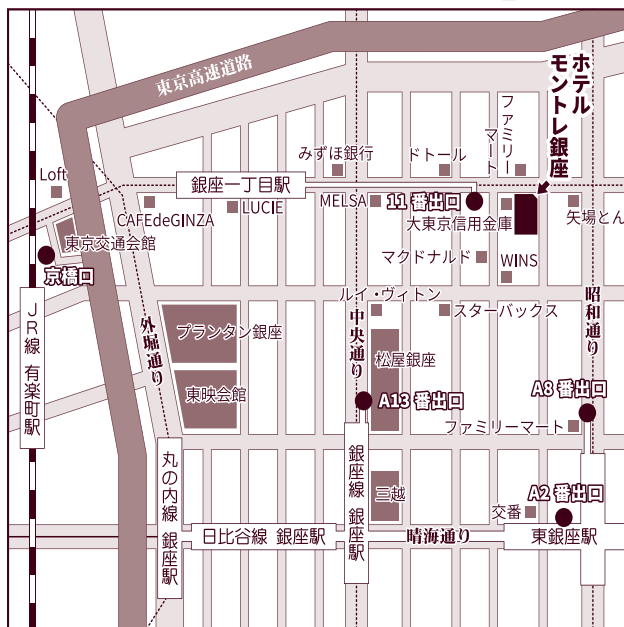 東京高速道路
ホテル
モントレ銀座
ファミリー
マート
みずほ銀行
ドトール
Loft
銀座一丁目駅
MELSA
11番出口
CAFEdeGINZA
LUCIE
大東京信用金庫
矢場とん
東京交通会館
京橋口
マクドナルド
WINS
ルイ・ヴィトン
スターバックス
JR線 有楽町駅
外堀通り
プランタン銀座
中央通り
昭和通り
松屋銀座
東映会館
A13番出口
A8番出口
ファミリーマート
丸の内線 銀座駅
銀座線 銀座駅
三越
A2番出口
交番
日比谷線 銀座駅
晴海通り
東銀座駅